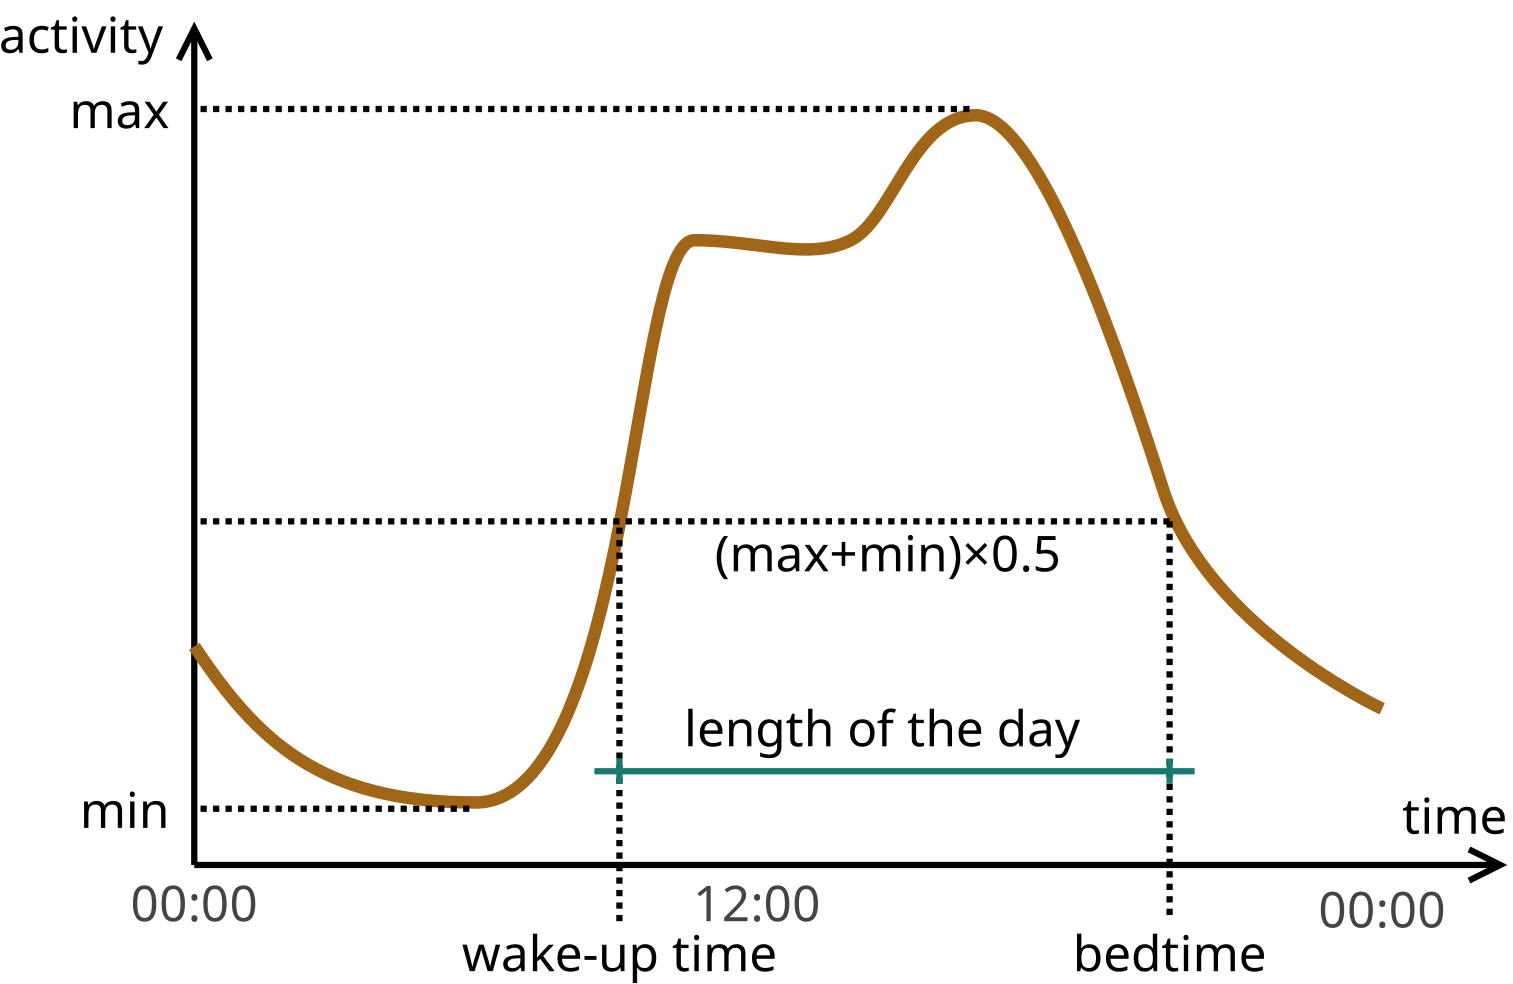 activity
max
(max+min)×0.5
length of the day
min
time
00:00
12:00
00:00
wake-up time
bedtime